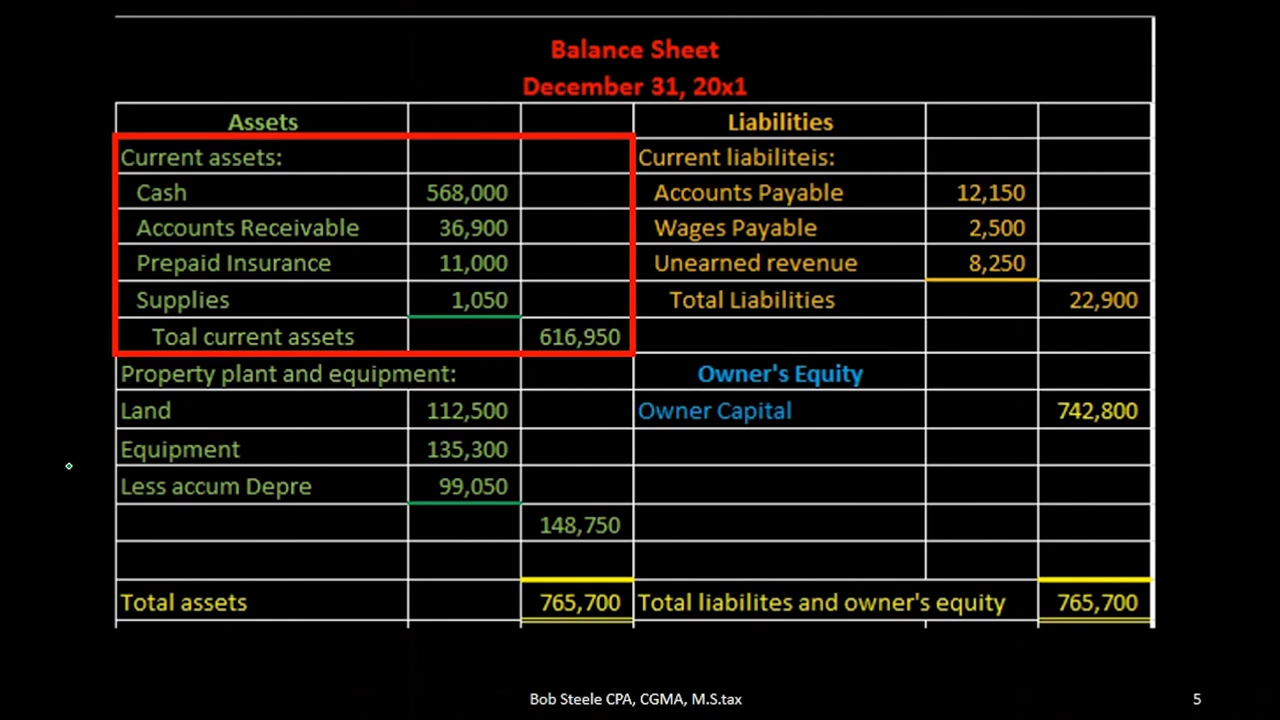 Balance Sheet
December 31, 20x1
Assets Liabilities
Current assets: Current liabiliteis:
Cash 568,000 Accounts Payable 12,150
Accounts Receivable 36,900 Wages Payable 2,500
Prepaid Insurance 11,000 Unearned revenue 8,250
Supplies 1,050 Total Liabilities 22,900
Toal current assets 616,950
Property plant and equipment: Owner's Equity
Land 112,500 Owner Capital 742,800
Equipment 135,300
Less accum Depre 99,050
148,750
Total assets 765,700 Total liabilites and owner's equity 765,700
Bob Steele CPA, CGMA, M.S.tax 5